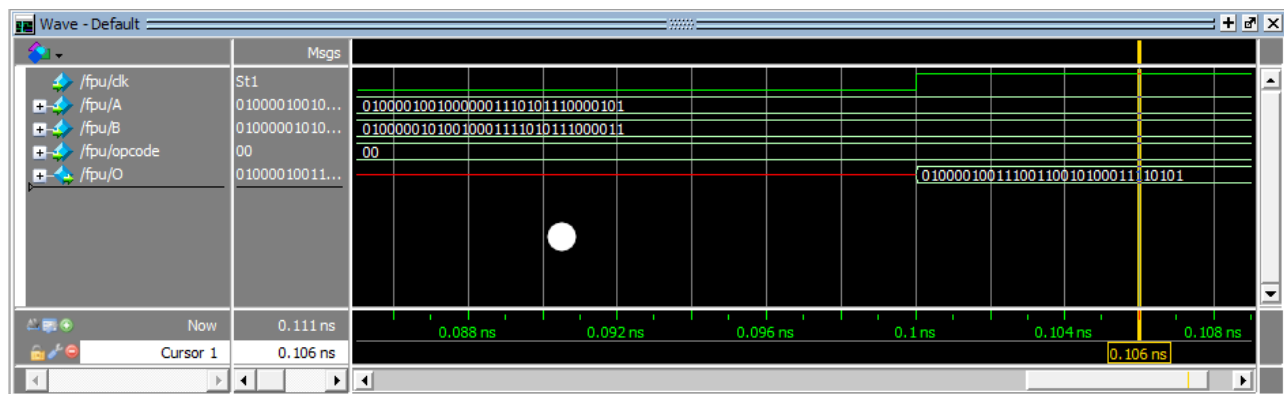 Wave - Default
Msgs
/fpu/clk St1
/fpu/A 01000010010... 01000010010000001110101110000101
/fpu/B 01000001010... 01000001010010001111010111000011
/fpu/opcode 00 00
/fpu/O 01000010011... 01000010011100110010100011110101
Now 0.111 ns 0.088 ns 0.092 ns 0.096 ns 0.1 ns 0.104 ns 0.108 ns
Cursor 1 0.106 ns 0.106 ns